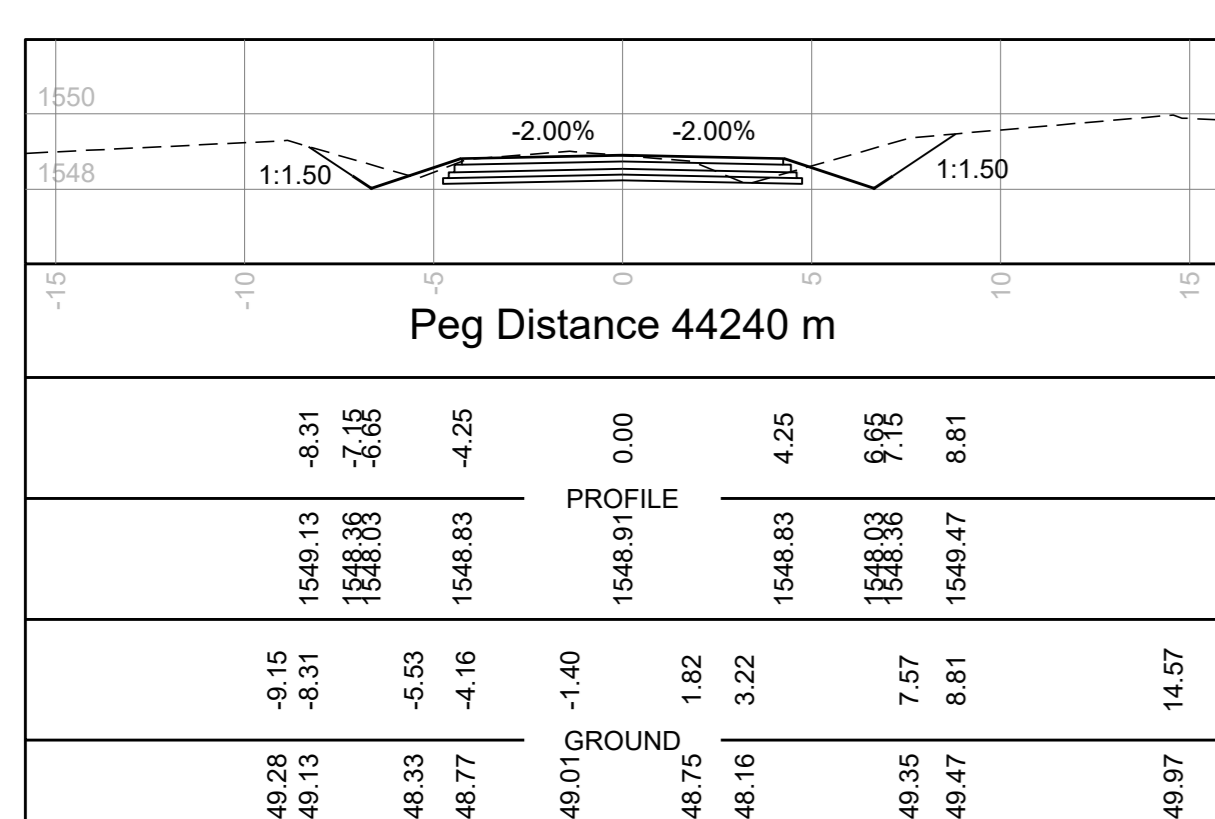 1550
-2.00% -2.00%
1548
1:1.50 1:1.50
-15 -10 -5 0 5 10 15
Peg Distance 44240 m
-8.31 -7.15 -6.65 -4.25 0.00 4.25 6.65 7.15 8.81
PROFILE
1549.13 1548.36 1548.03 1548.83 1548.91 1548.83 1548.03 1548.36 1549.47
-9.15 -8.31 -5.53 -4.16 -1.40 1.82 3.22 7.57 8.81 14.57
GROUND
49.28 49.13 48.33 48.77 49.01 48.75 48.16 49.35 49.47 49.97